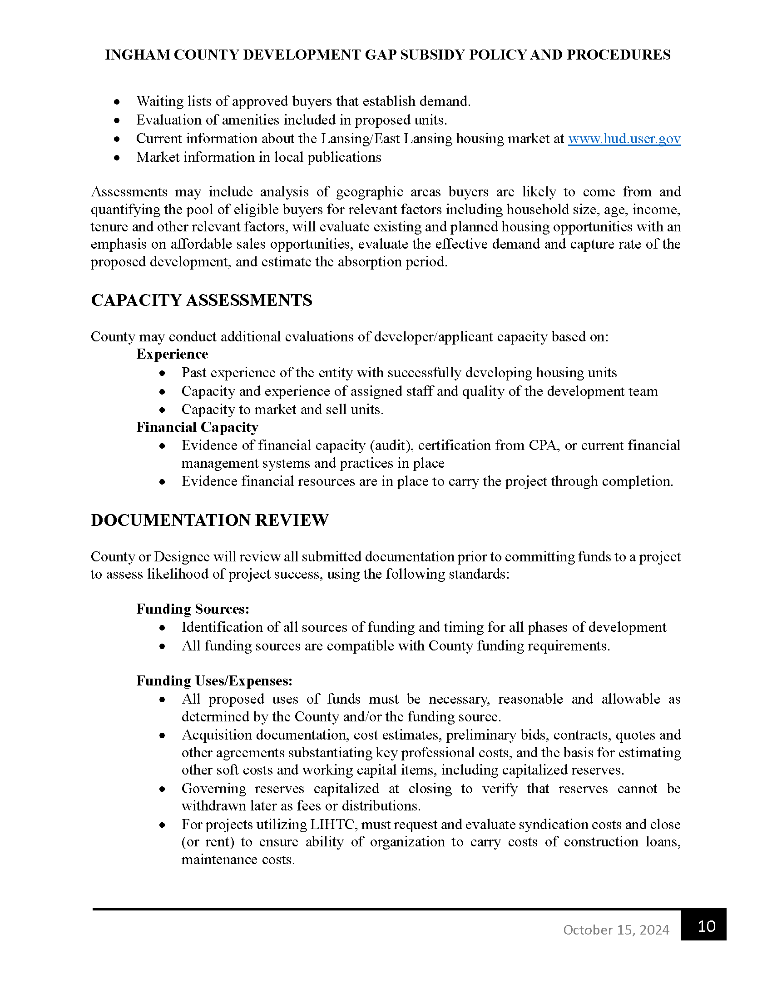 INGHAM COUNTY DEVELOPMENT GAP SUBSIDY POLICY AND PROCEDURES
• Waiting lists of approved buyers that establish demand.
• Evaluation of amenities included in proposed units.
• Current information about the Lansing/East Lansing housing market at www.hud.user.gov
• Market information in local publications
Assessments may include analysis of geographic areas buyers are likely to come from and
quantifying the pool of eligible buyers for relevant factors including household size, age, income,
tenure and other relevant factors, will evaluate existing and planned housing opportunities with an
emphasis on affordable sales opportunities, evaluate the effective demand and capture rate of the
proposed development, and estimate the absorption period.
CAPACITY ASSESSMENTS
County may conduct additional evaluations of developer/applicant capacity based on:
Experience
• Past experience of the entity with successfully developing housing units
• Capacity and experience of assigned staff and quality of the development team
• Capacity to market and sell units.
Financial Capacity
• Evidence of financial capacity (audit), certification from CPA, or current financial
management systems and practices in place
• Evidence financial resources are in place to carry the project through completion.
DOCUMENTATION REVIEW
County or Designee will review all submitted documentation prior to committing funds to a project
to assess likelihood of project success, using the following standards:
Funding Sources:
• Identification of all sources of funding and timing for all phases of development
• All funding sources are compatible with County funding requirements.
Funding Uses/Expenses:
• All proposed uses of funds must be necessary, reasonable and allowable as
determined by the County and/or the funding source.
• Acquisition documentation, cost estimates, preliminary bids, contracts, quotes and
other agreements substantiating key professional costs, and the basis for estimating
other soft costs and working capital items, including capitalized reserves.
• Governing reserves capitalized at closing to verify that reserves cannot be
withdrawn later as fees or distributions.
• For projects utilizing LIHTC, must request and evaluate syndication costs and close
(or rent) to ensure ability of organization to carry costs of construction loans,
maintenance costs.
October 15, 2024 10